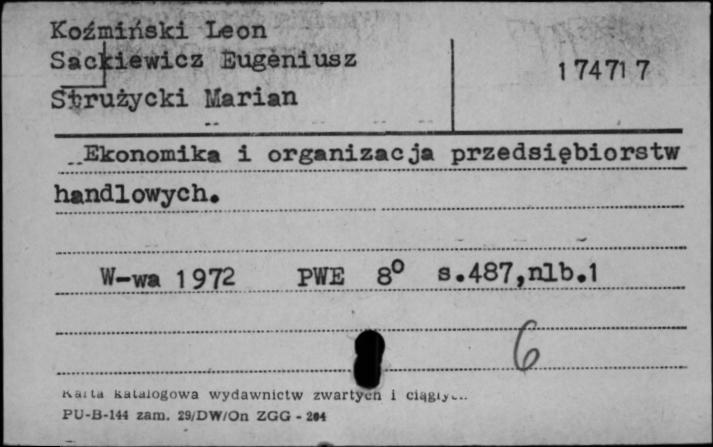 Koźmiński Leon
Sackiewicz Eugeniusz
174717
Strużycki Marian
Ekonomika i organizacja przedsiębiorstw
handlowych.
W-wa 1972 PWE 8° s.487,nlb.1
6
Karta katalogowa wydawnictw zwartych i ciągłych
PU-B-144 zam. 29/DW/On ZGG - 204